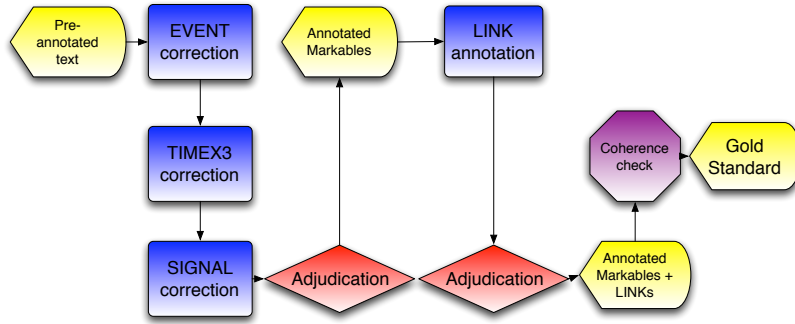 Pre-
annotated
text
EVENT
correction
TIMEX3
correction
SIGNAL
correction
Adjudication
Annotated
Markables
LINK
annotation
Adjudication
Annotated
Markables +
LINKs
Coherence
check
Gold
Standard